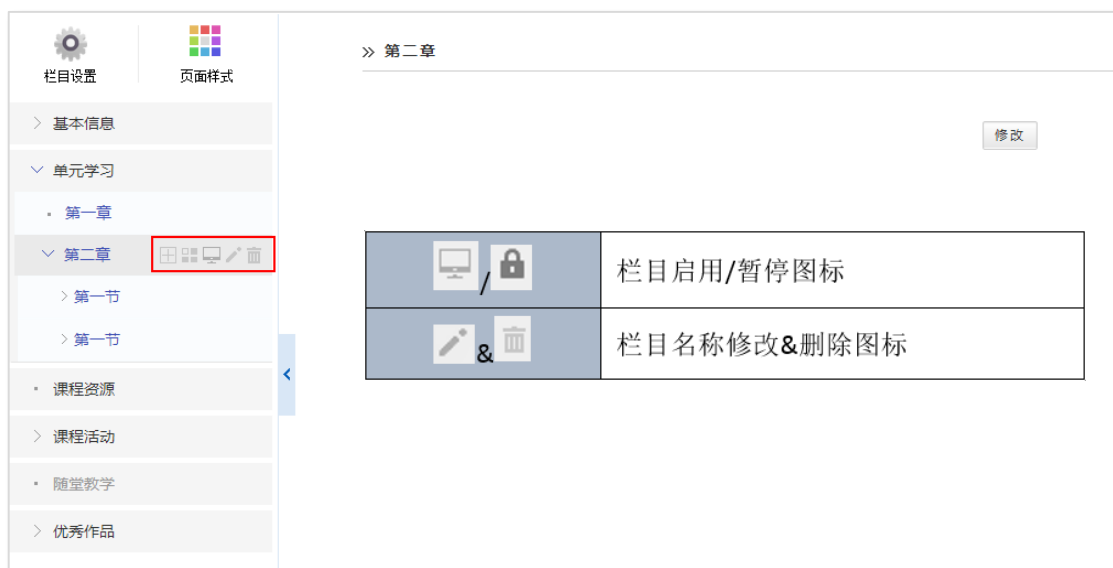 栏目设置 页面样式
» 第二章
基本信息
修改
单元学习
第一章
第二章
第一节
第一节
课程资源
课程活动
随堂教学
优秀作品
/ 栏目启用/暂停图标
& 栏目名称修改&删除图标